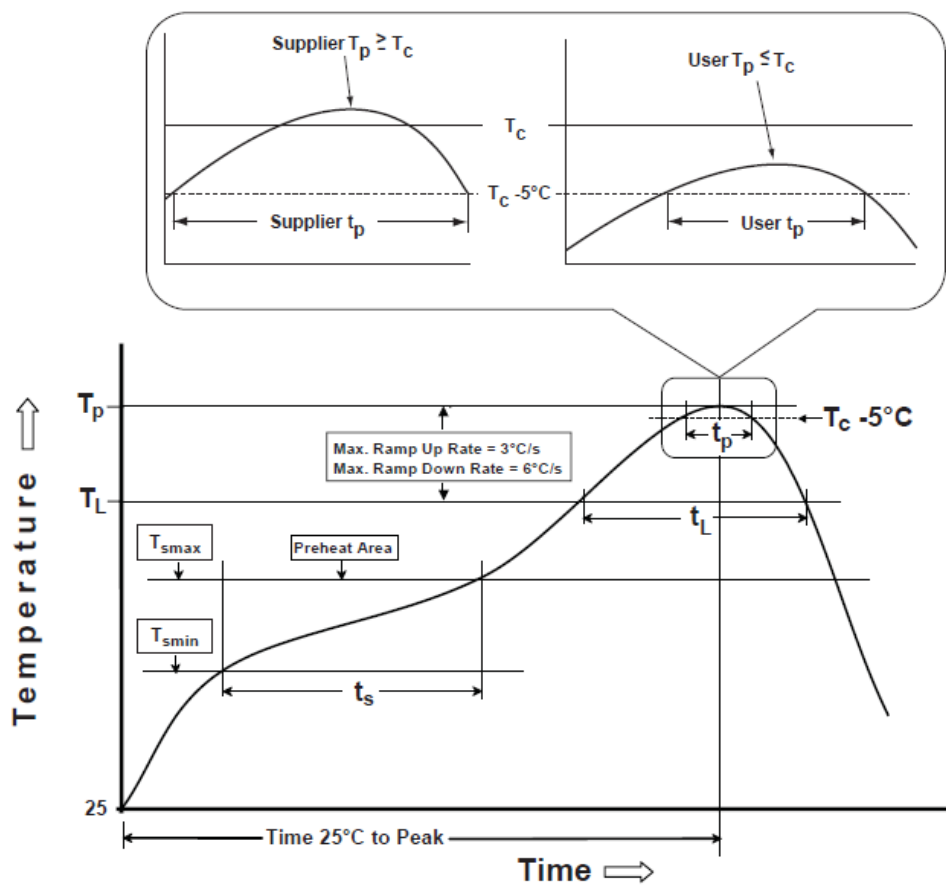 Supplier Tp ≥ Tc
User Tp ≤ Tc
Tc
Tc -5°C
Supplier tp
User tp
Tp
Tc -5°C
tp
Max. Ramp Up Rate = 3°C/s
Max. Ramp Down Rate = 6°C/s
TL
tL
Tsmax
Preheat Area
Tsmin
ts
Temperature
25
Time 25°C to Peak
Time